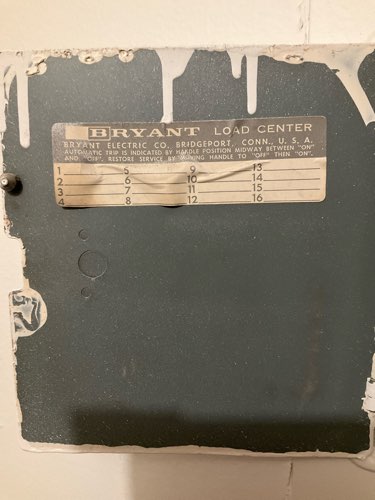 BRYANT LOAD CENTER
BRYANT ELECTRIC CO. BRIDGEPORT, CONN., U. S. A.
AUTOMATIC TRIP IS INDICATED BY HANDLE POSITION MIDWAY BETWEEN "ON"
AND "OFF". RESTORE SERVICE BY MOVING HANDLE TO "OFF" THEN "ON".
1 5 9 13
2 6 10 14
3 7 11 15
4 8 12 16